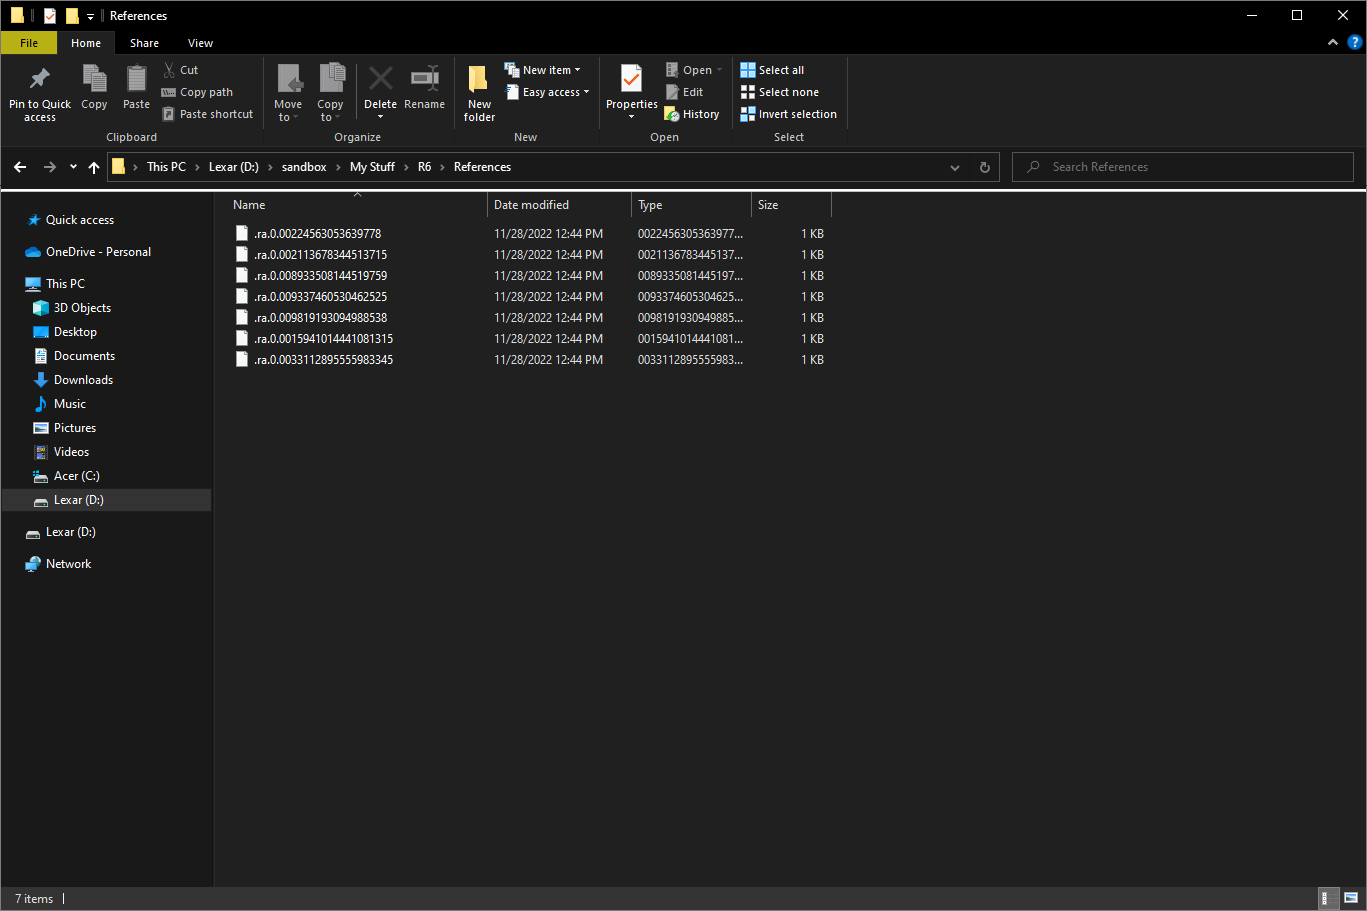 References
File Home Share View
Pin to Quick access
Copy
Paste
Cut
Copy path
Paste shortcut
Clipboard
Move to
Copy to
Delete
Rename
Organize
New folder
New item
Easy access
New
Properties
Open
Edit
History
Open
Select all
Select none
Invert selection
Select
This PC > Lexar (D:) > sandbox > My Stuff > R6 > References
Search References
Quick access
OneDrive - Personal
This PC
3D Objects
Desktop
Documents
Downloads
Music
Pictures
Videos
Acer (C:)
Lexar (D:)
Lexar (D:)
Network
Name Date modified Type Size
.ra.0.00224563053639778 11/28/2022 12:44 PM 002245630536397​7... 1 KB
.ra.0.002113678344513715 11/28/2022 12:44 PM 0021136783445137... 1 KB
.ra.0.008933508144519759 11/28/2022 12:44 PM 0089335081445197... 1 KB
.ra.0.009337460530462525 11/28/2022 12:44 PM 0093374605304625... 1 KB
.ra.0.009819193094988538 11/28/2022 12:44 PM 0098191930949885... 1 KB
.ra.0.0015941014441081315 11/28/2022 12:44 PM 0015941014441081... 1 KB
.ra.0.0033112895555983345 11/28/2022 12:44 PM 0033112895555983... 1 KB
7 items